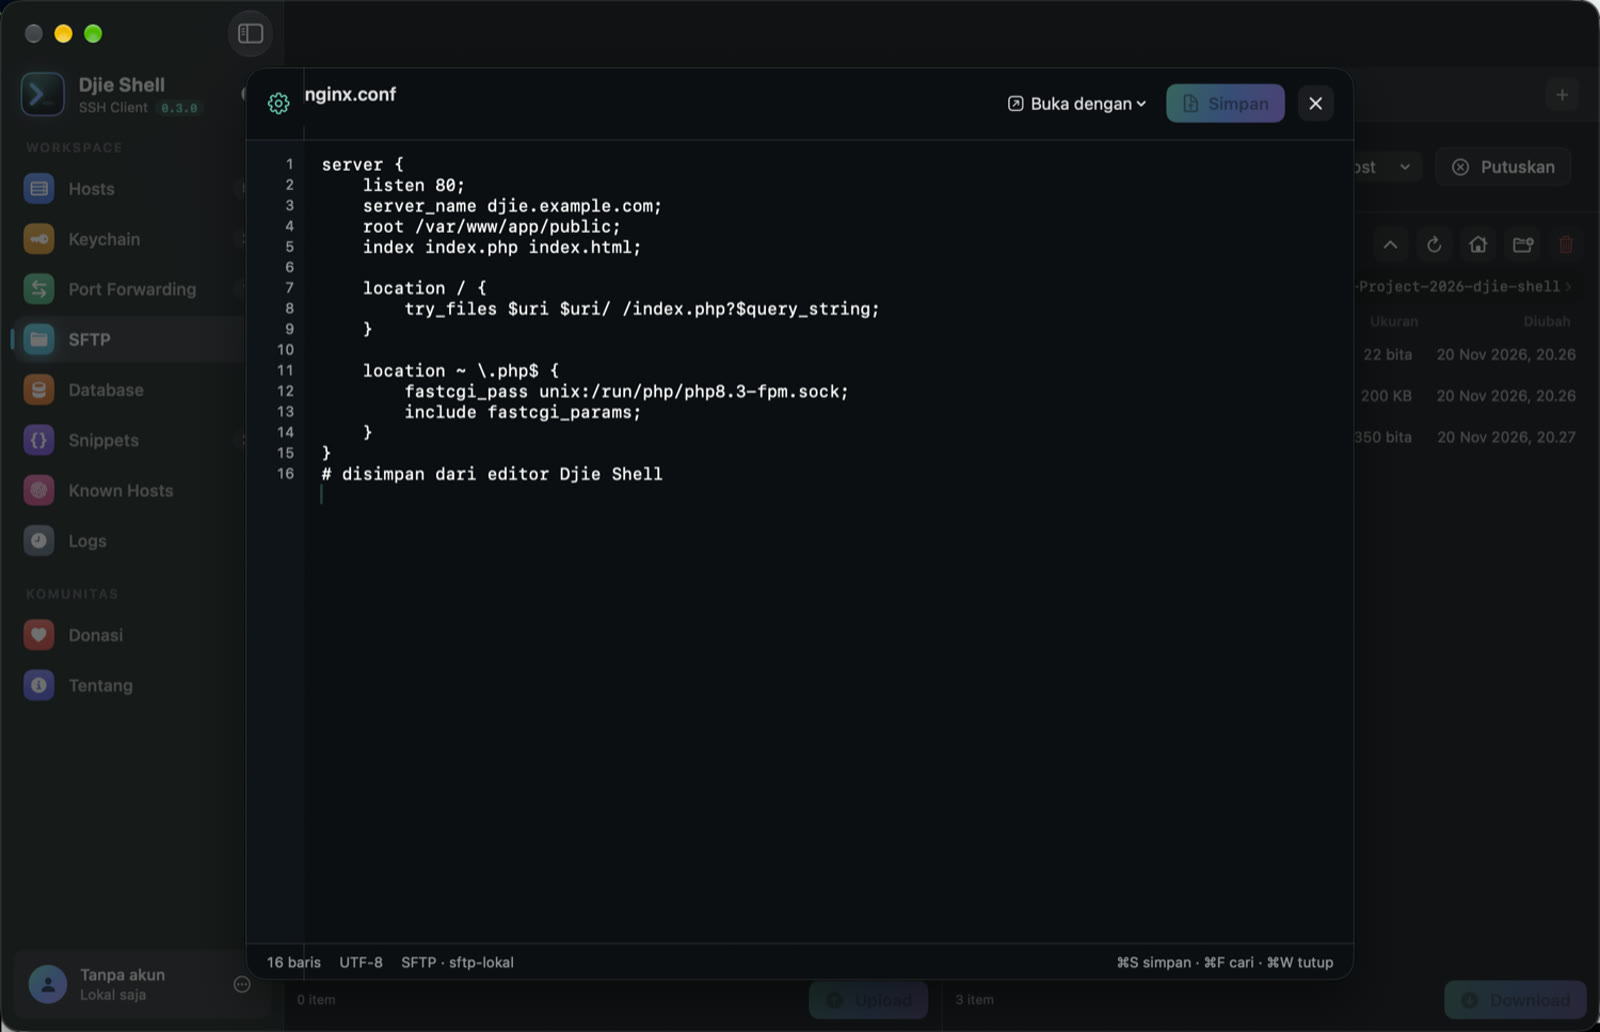 Djie Shell
SSH Client 0.3.0
WORKSPACE
Hosts
Keychain
Port Forwarding
SFTP
Database
Snippets
Known Hosts
Logs
KOMUNITAS
Donasi
Tentang
Tanpa akun
Lokal saja
nginx.conf
Buka dengan
Simpan
1 server {
2     listen 80;
3     server_name djie.example.com;
4     root /var/www/app/public;
5     index index.php index.html;
6
7     location / {
8         try_files $uri $uri/ /index.php?$query_string;
9     }
10
11     location ~ \.php$ {
12         fastcgi_pass unix:/run/php/php8.3-fpm.sock;
13         include fastcgi_params;
14     }
15 }
16 # disimpan dari editor Djie Shell
16 baris UTF-8 SFTP · sftp-lokal
⌘S simpan · ⌘F cari · ⌘W tutup
Putuskan
-Project-2026-djie-shell
Ukuran Diubah
22 bita 20 Nov 2026, 20.26
200 KB 20 Nov 2026, 20.26
350 bita 20 Nov 2026, 20.27
0 item
Upload
3 item
Download